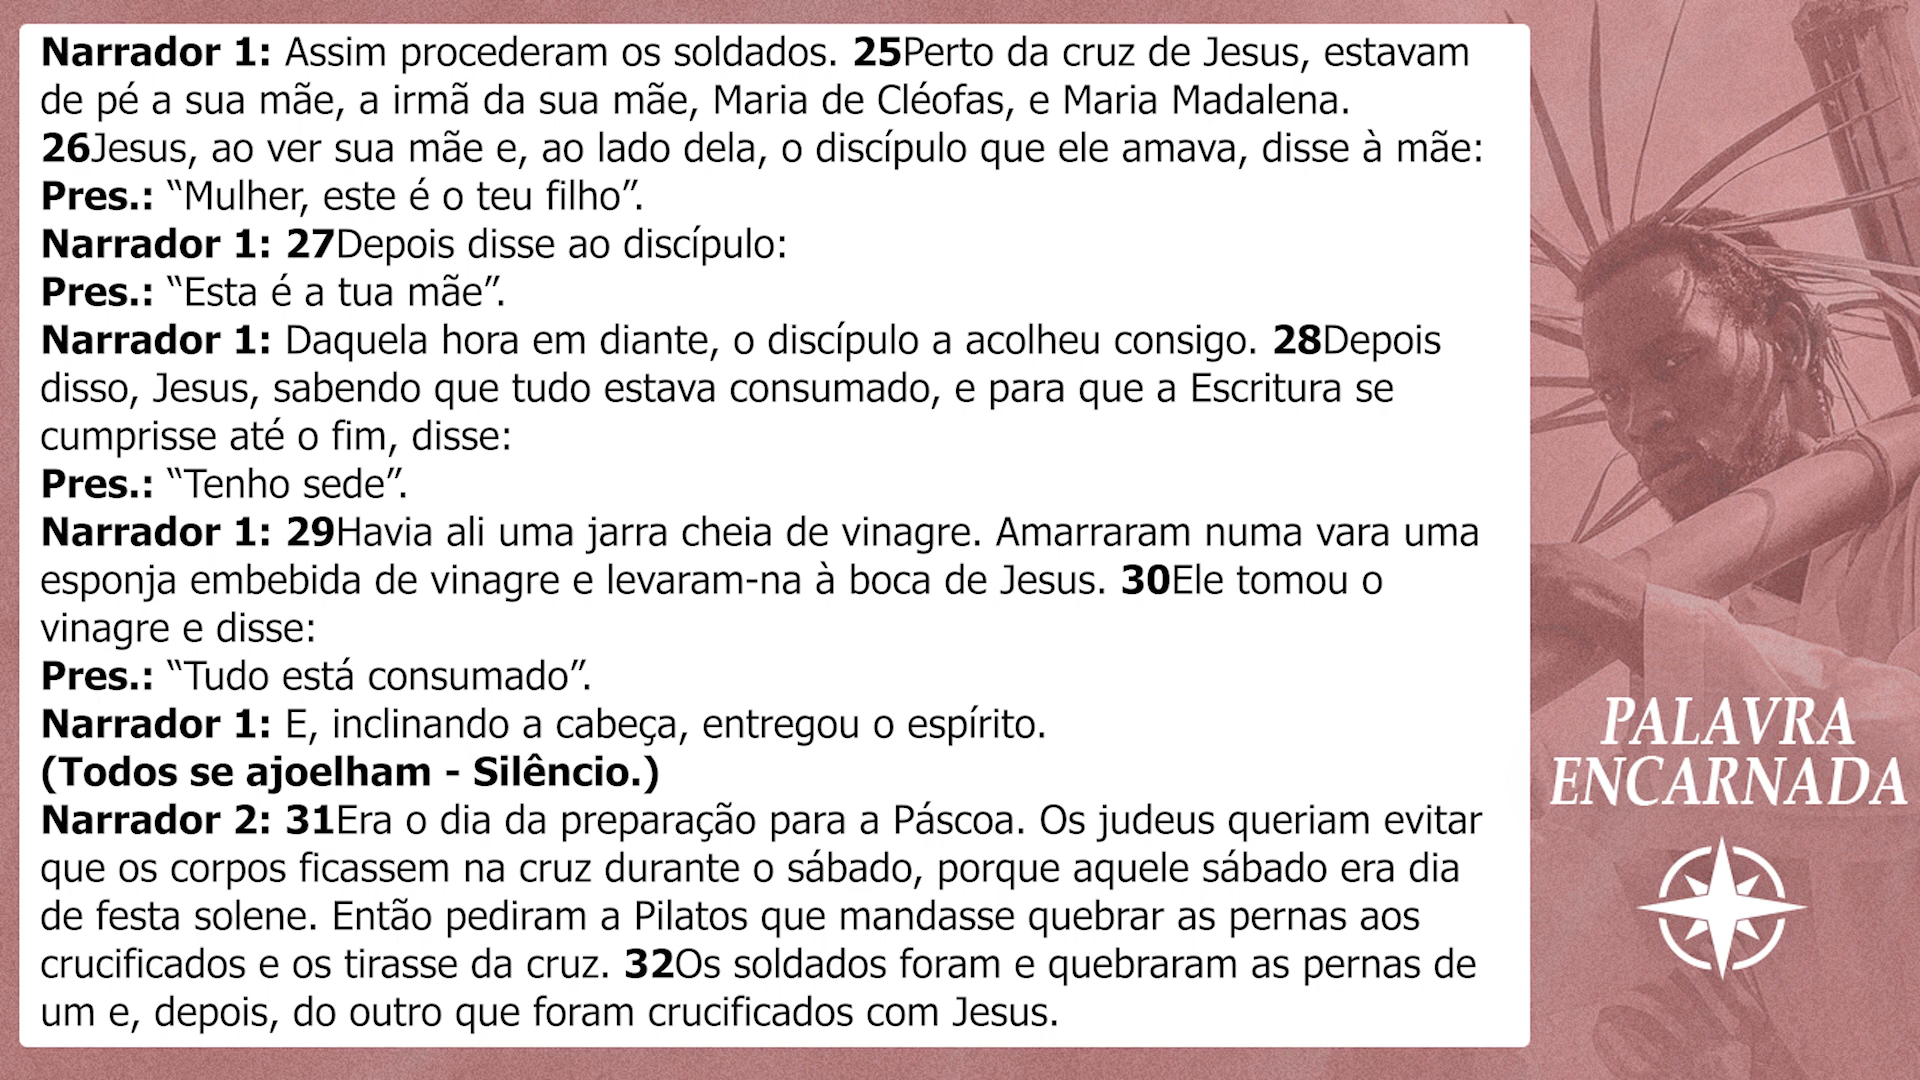 Narrador 1: Assim procederam os soldados. 25Perto da cruz de Jesus, estavam
de pé a sua mãe, a irmã da sua mãe, Maria de Cléofas, e Maria Madalena.
26Jesus, ao ver sua mãe e, ao lado dela, o discípulo que ele amava, disse à mãe:
Pres.: “Mulher, este é o teu filho”.
Narrador 1: 27Depois disse ao discípulo:
Pres.: “Esta é a tua mãe”.
Narrador 1: Daquela hora em diante, o discípulo a acolheu consigo. 28Depois
disso, Jesus, sabendo que tudo estava consumado, e para que a Escritura se
cumprisse até o fim, disse:
Pres.: “Tenho sede”.
Narrador 1: 29Havia ali uma jarra cheia de vinagre. Amarraram numa vara uma
esponja embebida de vinagre e levaram-na à boca de Jesus. 30Ele tomou o
vinagre e disse:
Pres.: “Tudo está consumado”.
Narrador 1: E, inclinando a cabeça, entregou o espírito.
(Todos se ajoelham - Silêncio.)
Narrador 2: 31Era o dia da preparação para a Páscoa. Os judeus queriam evitar
que os corpos ficassem na cruz durante o sábado, porque aquele sábado era dia
de festa solene. Então pediram a Pilatos que mandasse quebrar as pernas aos
crucificados e os tirasse da cruz. 32Os soldados foram e quebraram as pernas de
um e, depois, do outro que foram crucificados com Jesus.
PALAVRA
ENCARNADA